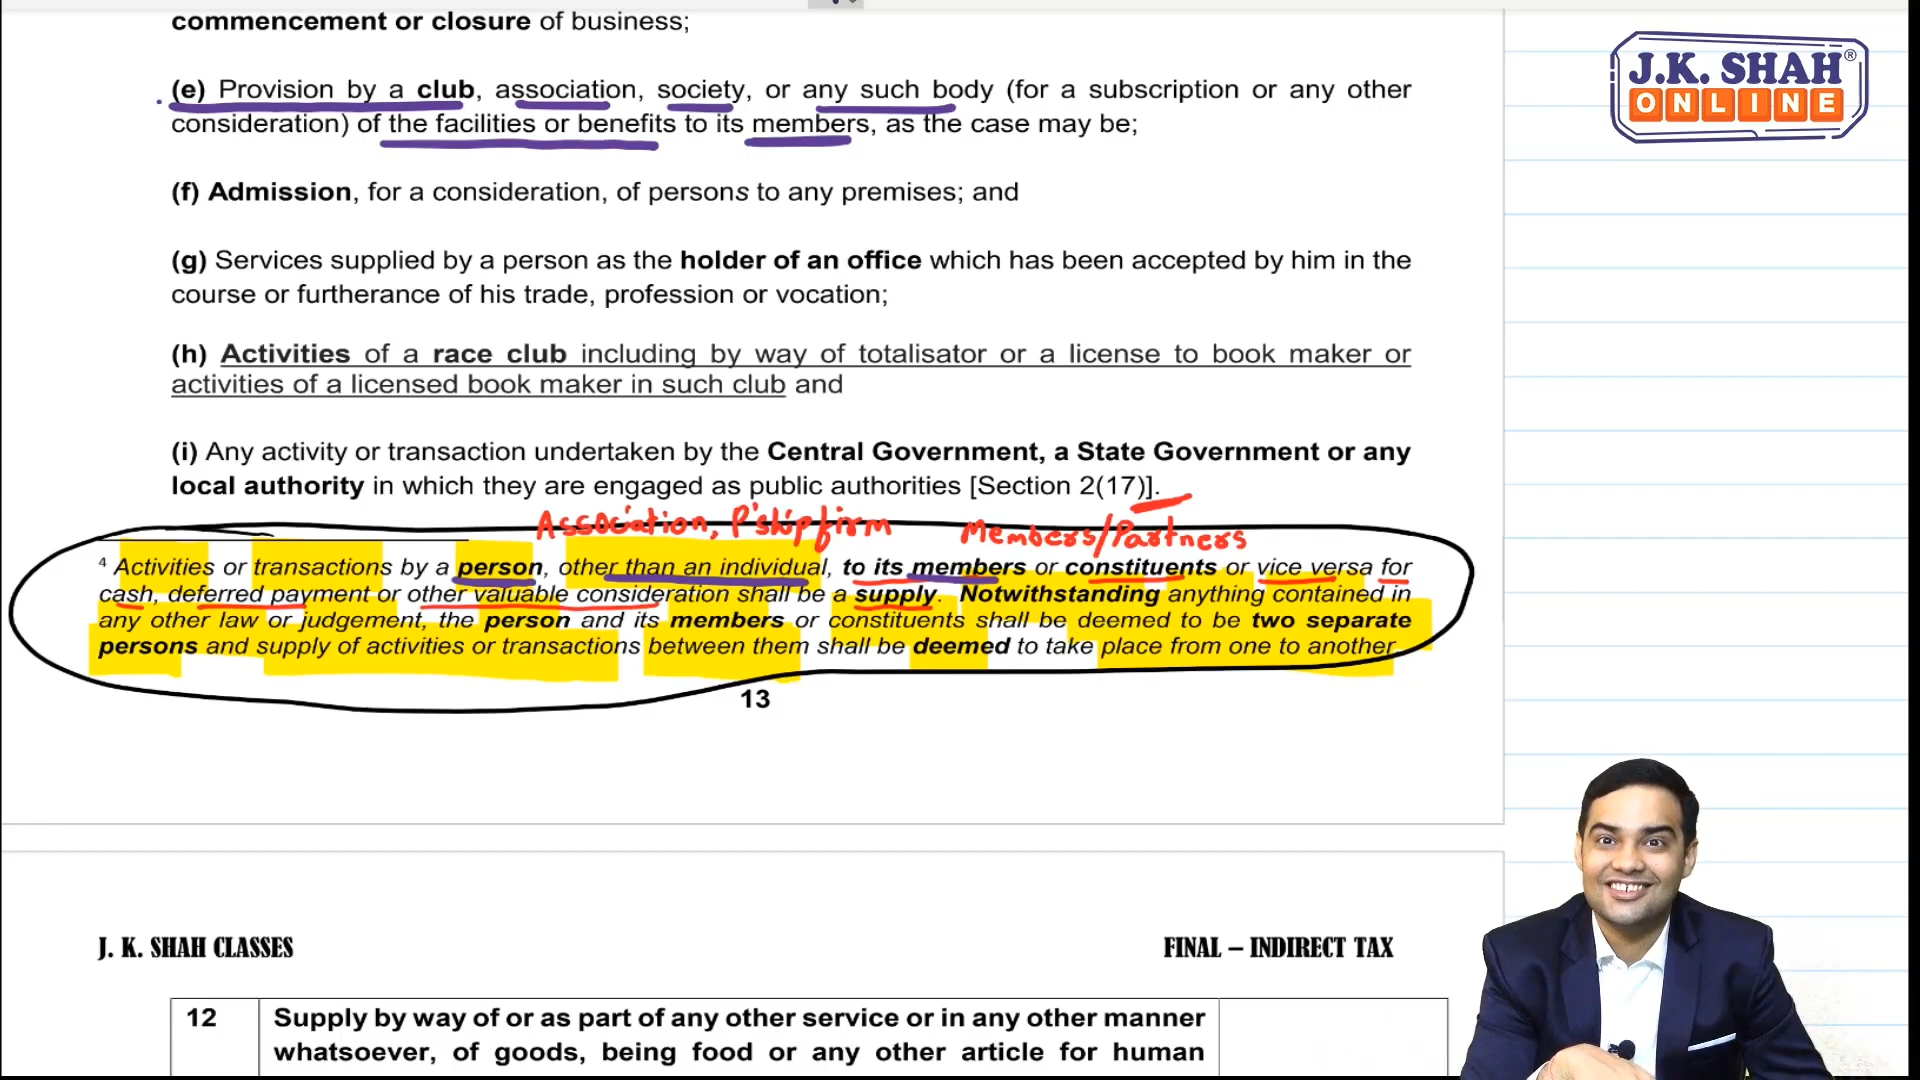 commencement or closure of business;
J.K. SHAH®
ONLINE
(e) Provision by a club, association, society, or any such body (for a subscription or any other
consideration) of the facilities or benefits to its members, as the case may be;
(f) Admission, for a consideration, of persons to any premises; and
(g) Services supplied by a person as the holder of an office which has been accepted by him in the
course or furtherance of his trade, profession or vocation;
(h) Activities of a race club including by way of totalisator or a license to book maker or
activities of a licensed book maker in such club and
(i) Any activity or transaction undertaken by the Central Government, a State Government or any
local authority in which they are engaged as public authorities [Section 2(17)].
Association, P'ship firm Members/Partners
4 Activities or transactions by a person, other than an individual, to its members or constituents or vice versa for
cash, deferred payment or other valuable consideration shall be a supply. Notwithstanding anything contained in
any other law or judgement, the person and its members or constituents shall be deemed to be two separate
persons and supply of activities or transactions between them shall be deemed to take place from one to another.
13
J. K. SHAH CLASSES FINAL – INDIRECT TAX
12 Supply by way of or as part of any other service or in any other manner
whatsoever, of goods, being food or any other article for human